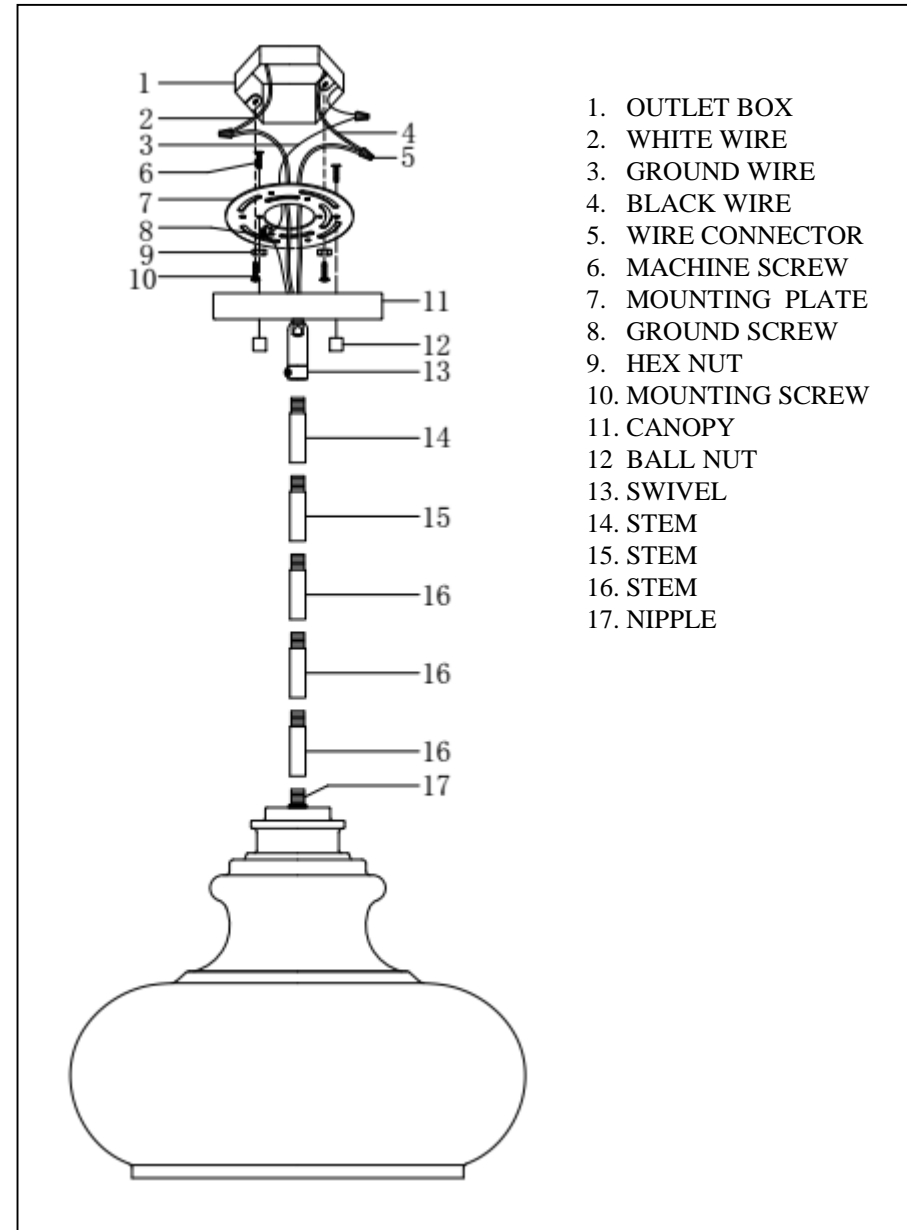 1
2
3
4
5
6
7
8
9
10
11
12
13
14
15
16
16
16
17
1. OUTLET BOX
2. WHITE WIRE
3. GROUND WIRE
4. BLACK WIRE
5. WIRE CONNECTOR
6. MACHINE SCREW
7. MOUNTING PLATE
8. GROUND SCREW
9. HEX NUT
10. MOUNTING SCREW
11. CANOPY
12 BALL NUT
13. SWIVEL
14. STEM
15. STEM
16. STEM
17. NIPPLE